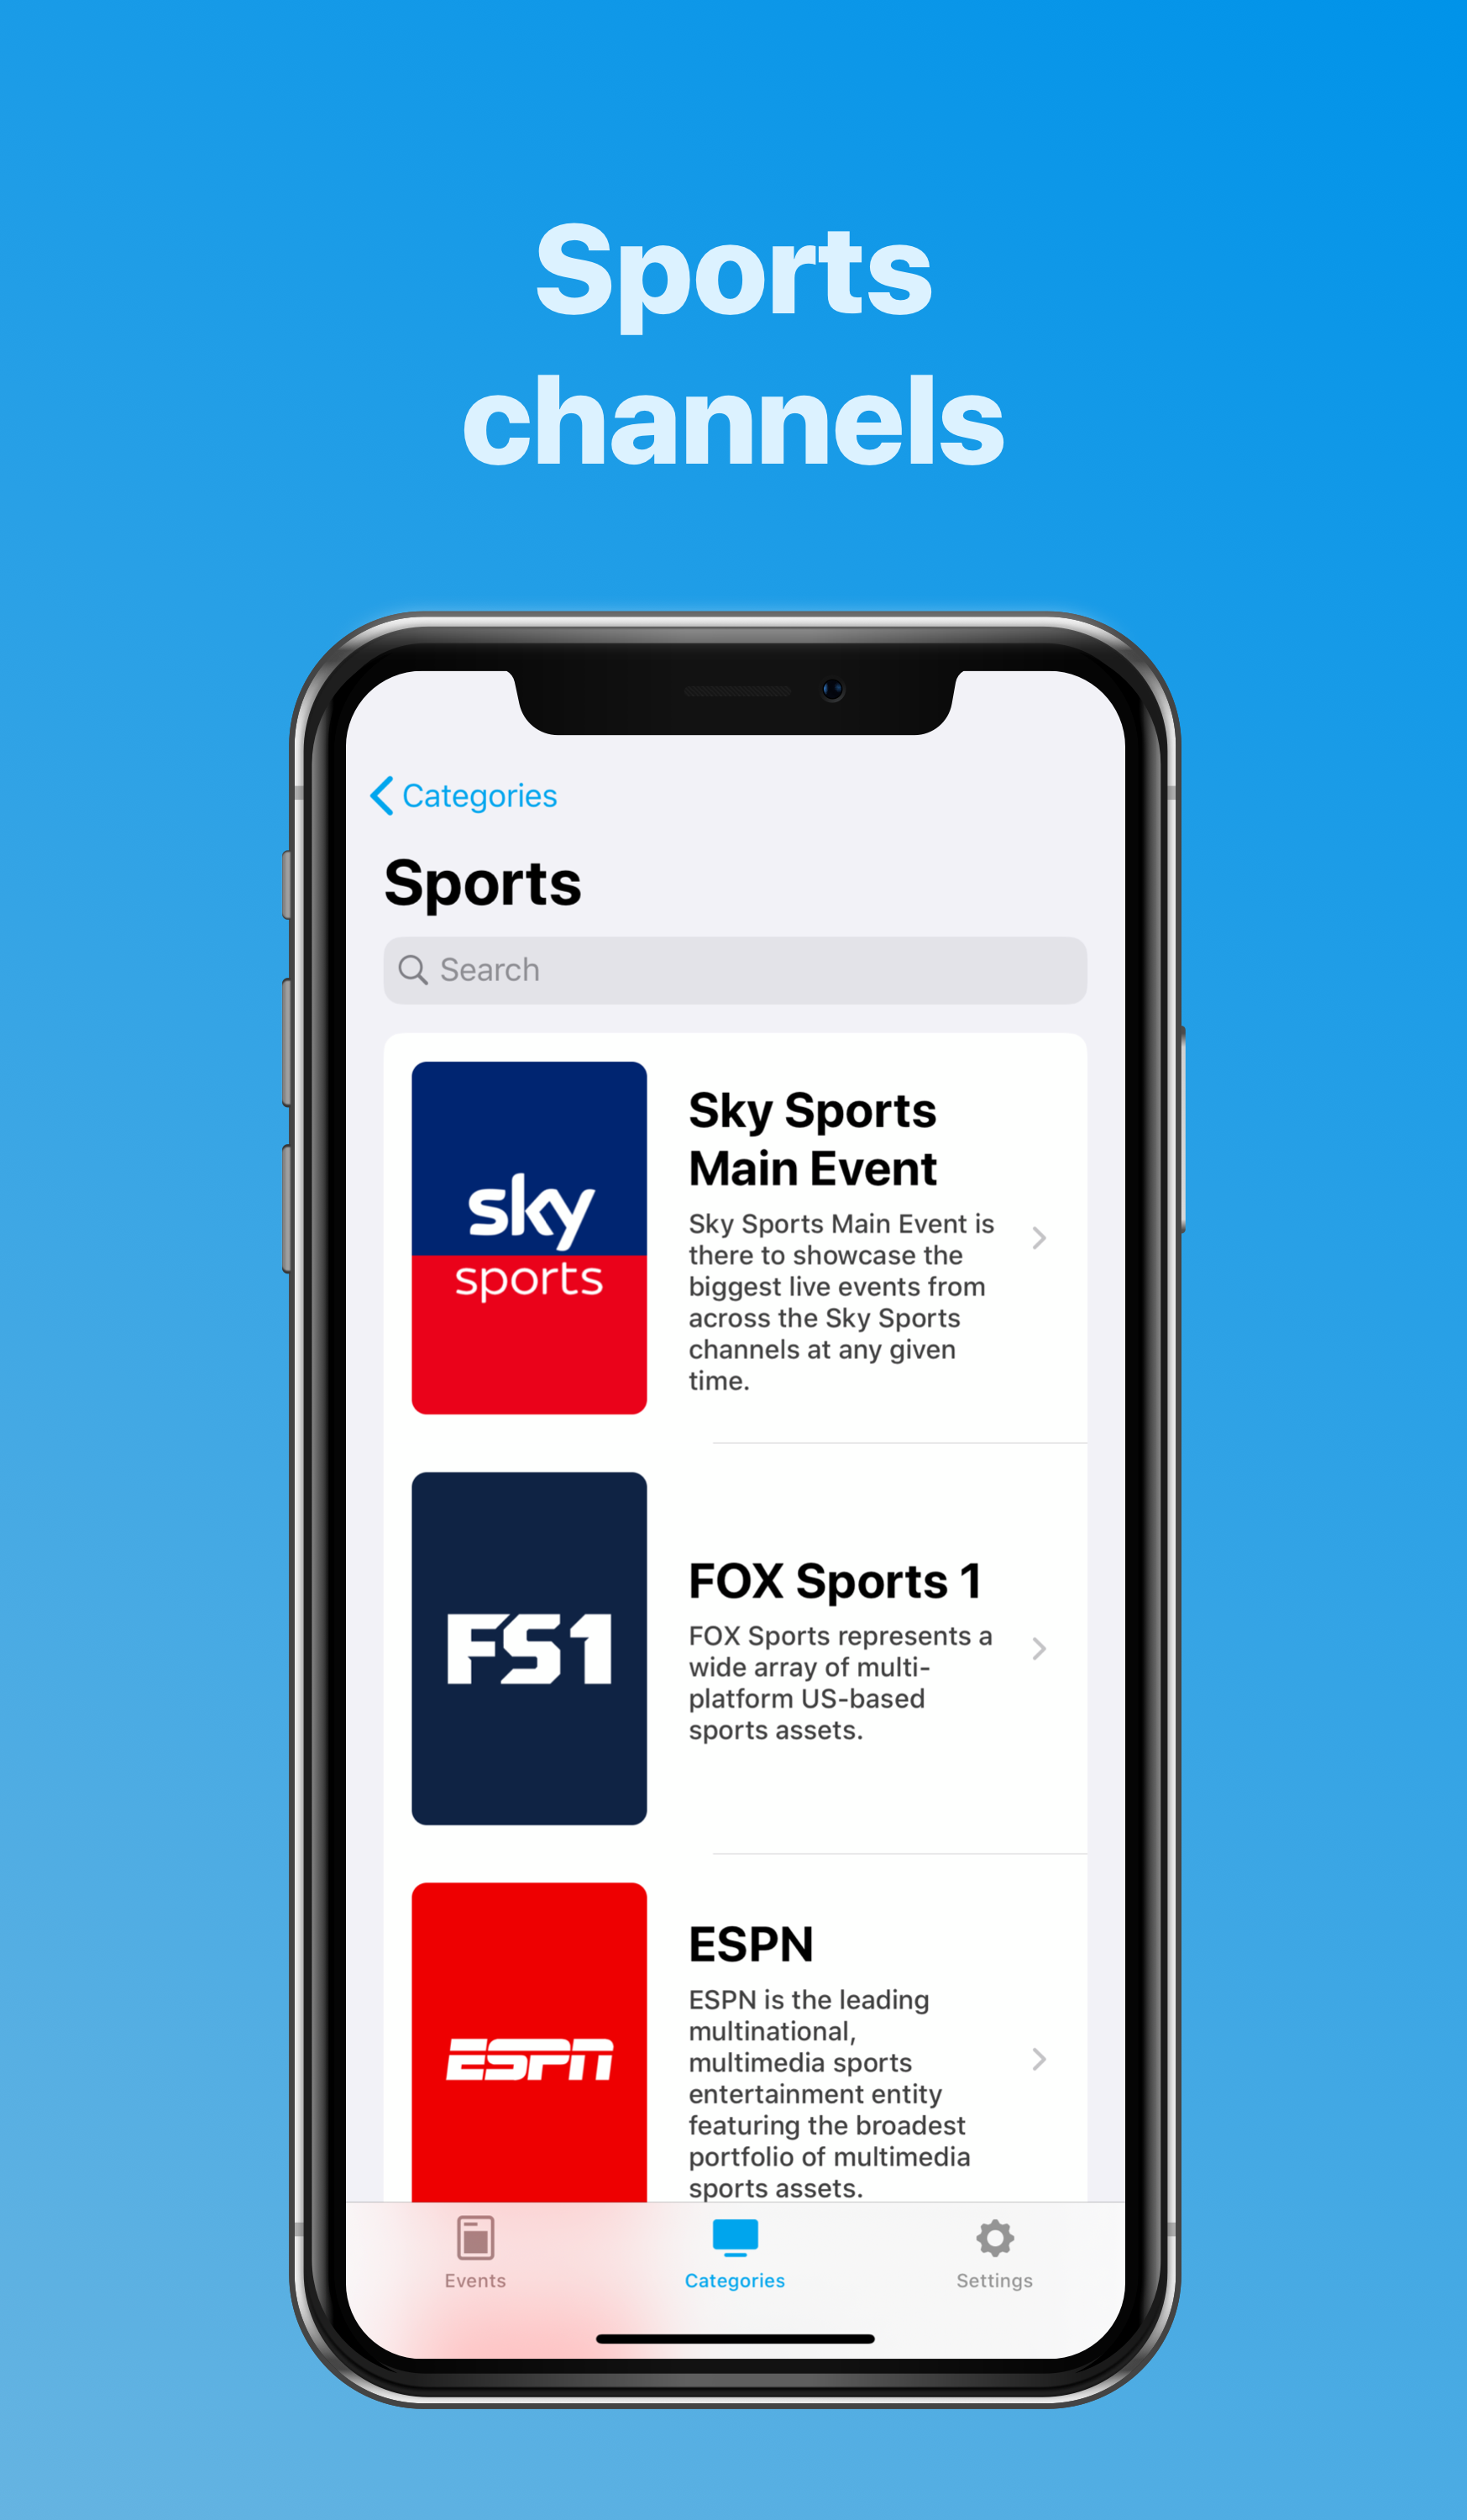 Sports
channels
Categories
Sports
Search
sky
sports
Sky Sports
Main Event
Sky Sports Main Event is
there to showcase the
biggest live events from
across the Sky Sports
channels at any given
time.
FS1
FOX Sports 1
FOX Sports represents a
wide array of multi-
platform US-based
sports assets.
ESPN
ESPN
ESPN is the leading
multinational,
multimedia sports
entertainment entity
featuring the broadest
portfolio of multimedia
sports assets.
Events
Categories
Settings